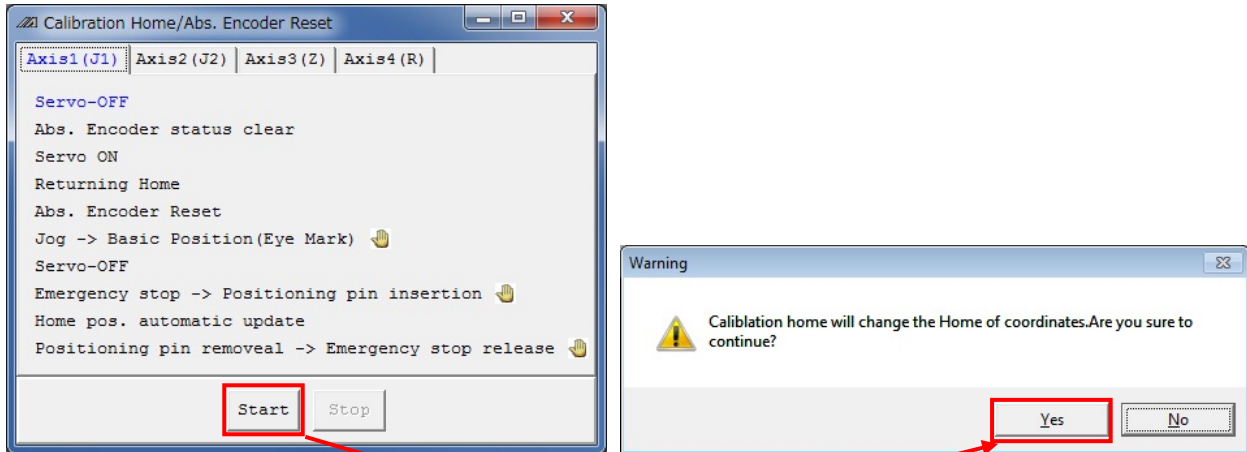 Calibration Home/Abs. Encoder Reset
Axis1(J1) Axis2(J2) Axis3(Z) Axis4(R)
Servo-OFF
Abs. Encoder status clear
Servo ON
Returning Home
Abs. Encoder Reset
Jog -> Basic Position(Eye Mark)
Servo-OFF
Emergency stop -> Positioning pin insertion
Home pos. automatic update
Positioning pin removeal -> Emergency stop release
Start Stop
Warning
Caliblation home will change the Home of coordinates.Are you sure to
continue?
Yes No